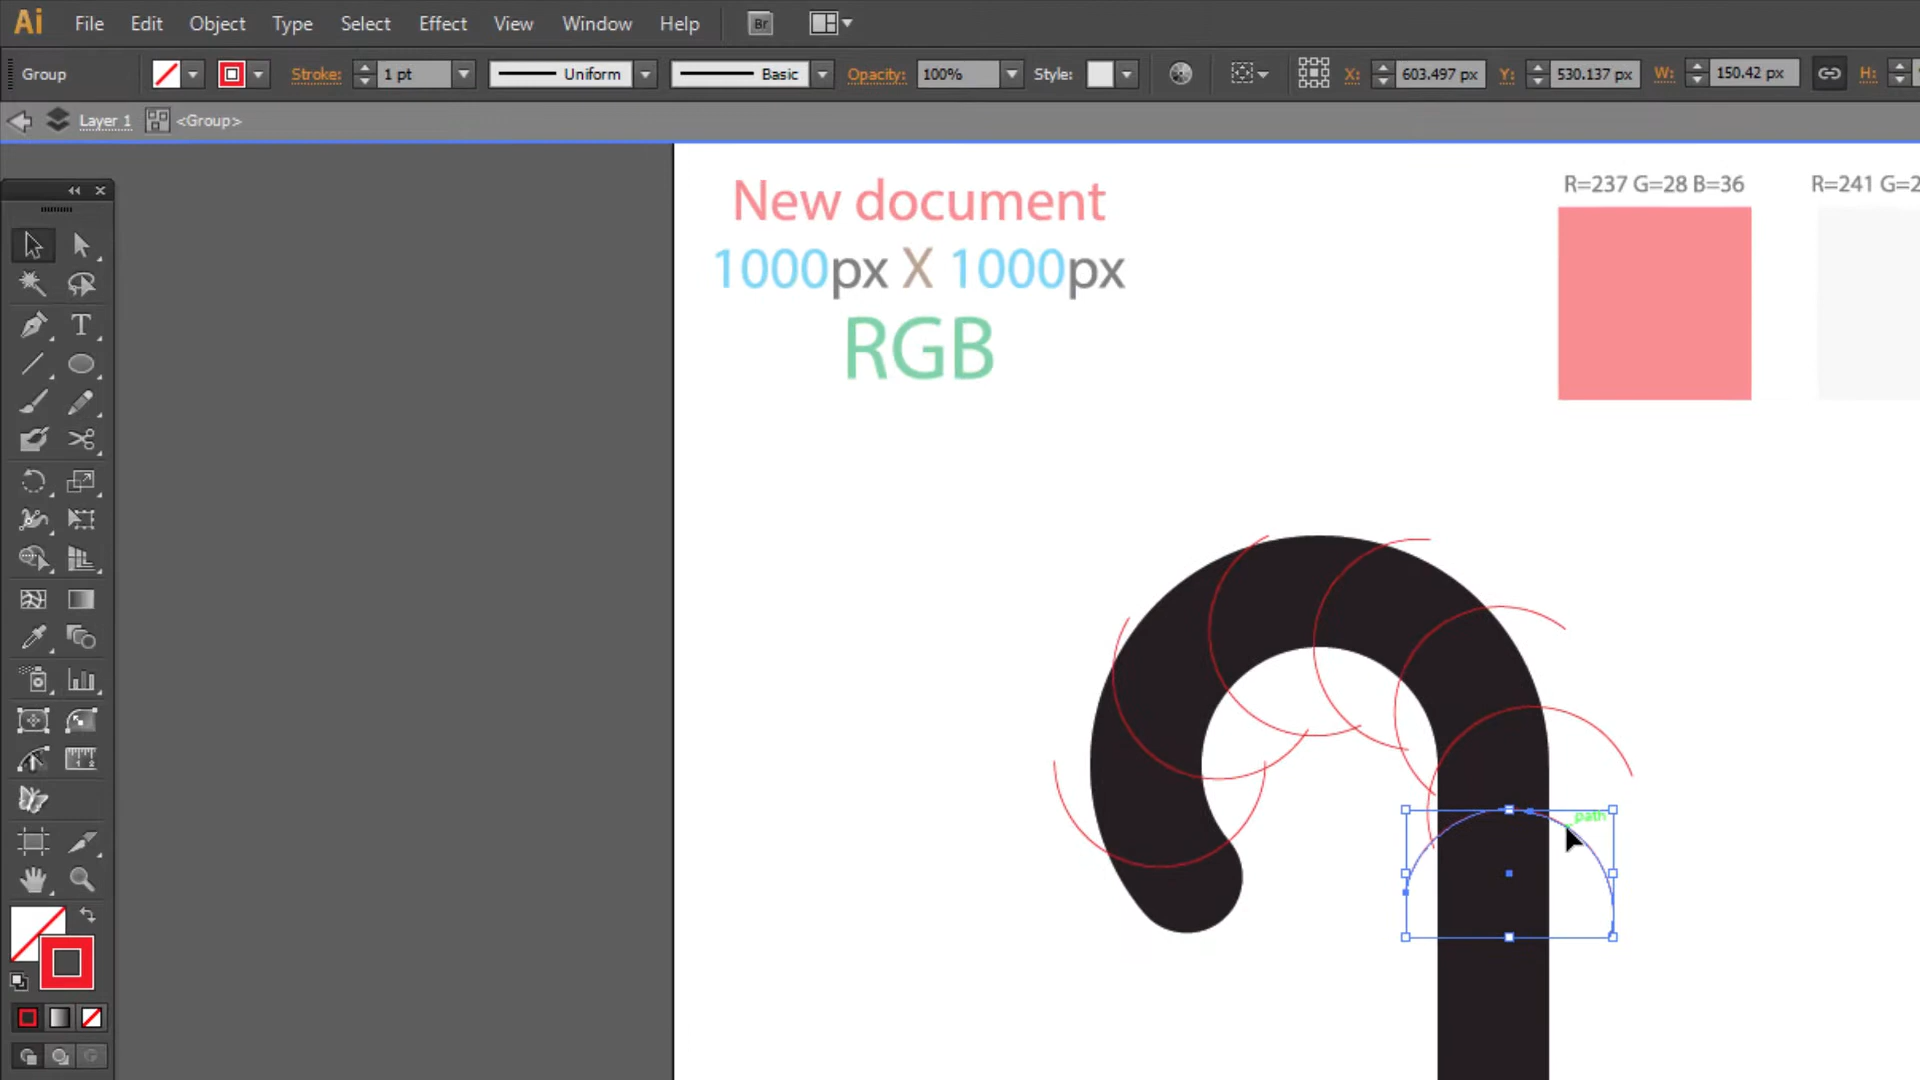 Ai File Edit Object Type Select Effect View Window Help Br
Group Stroke: 1 pt Uniform Basic Opacity: 100% Style: X: 603.497 px Y: 530.137 px W: 150.42 px H:
Layer 1 <Group>
New document
1000px X 1000px
RGB
R=237 G=28 B=36
R=241 G=2
path